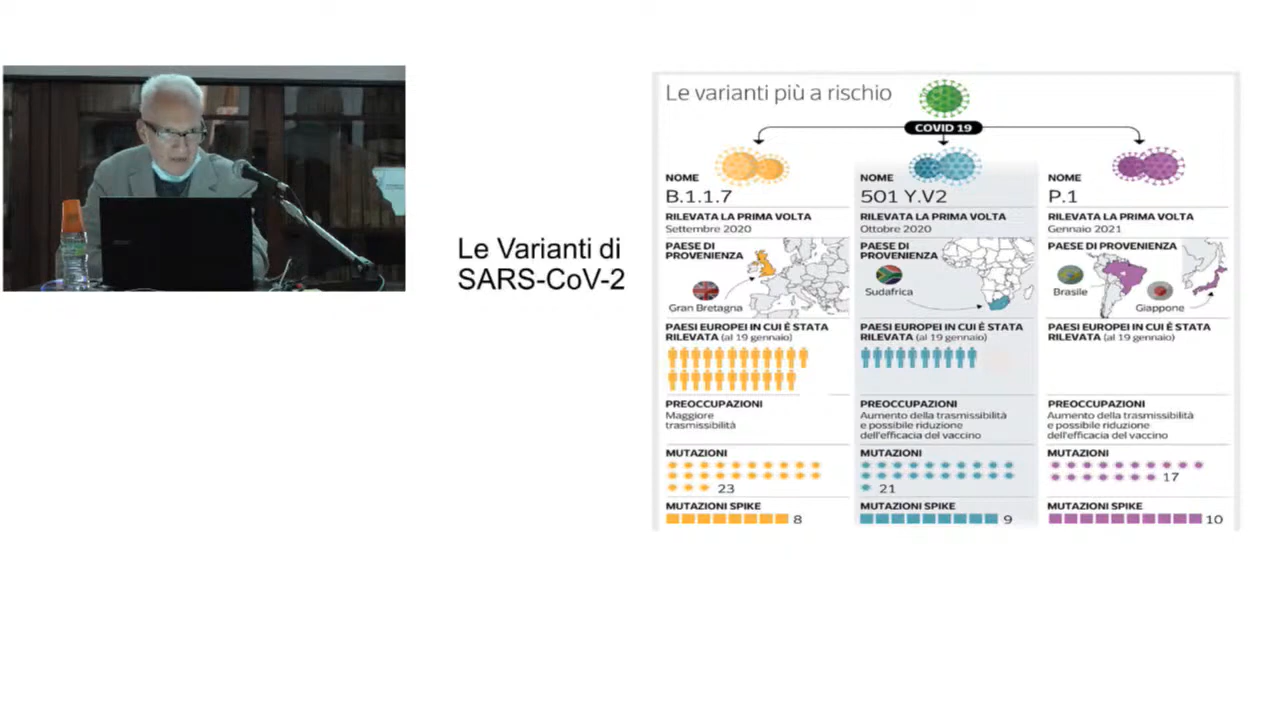 Le Varianti di
SARS-CoV-2
Le varianti più a rischio
COVID 19
NOME
B.1.1.7
RILEVATA LA PRIMA VOLTA
Settembre 2020
PAESE DI
PROVENIENZA
Gran Bretagna
PAESI EUROPEI IN CUI È STATA
RILEVATA (al 19 gennaio)
PREOCCUPAZIONI
Maggiore
trasmissibilità
MUTAZIONI
23
MUTAZIONI SPIKE
8
NOME
501 Y.V2
RILEVATA LA PRIMA VOLTA
Ottobre 2020
PAESE DI
PROVENIENZA
Sudafrica
PAESI EUROPEI IN CUI È STATA
RILEVATA (al 19 gennaio)
PREOCCUPAZIONI
Aumento della trasmissibilità
e possibile riduzione
dell'efficacia del vaccino
MUTAZIONI
21
MUTAZIONI SPIKE
9
NOME
P.1
RILEVATA LA PRIMA VOLTA
Gennaio 2021
PAESE DI PROVENIENZA
Brasile
Giappone
PAESI EUROPEI IN CUI È STATA
RILEVATA (al 19 gennaio)
PREOCCUPAZIONI
Aumento della trasmissibilità
e possibile riduzione
dell'efficacia del vaccino
MUTAZIONI
17
MUTAZIONI SPIKE
10